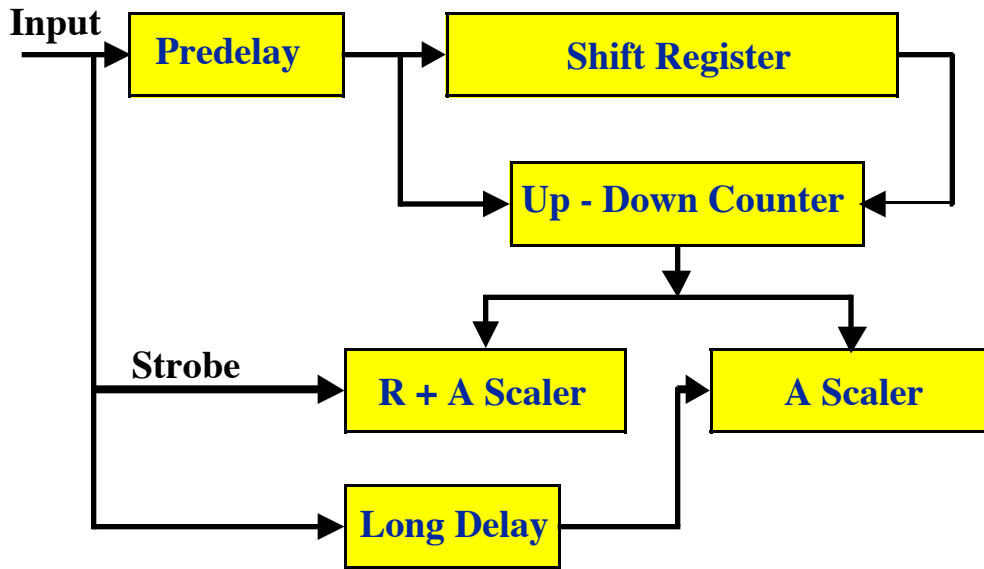 Input
Predelay
Shift Register
Up - Down Counter
Strobe
R + A Scaler
A Scaler
Long Delay